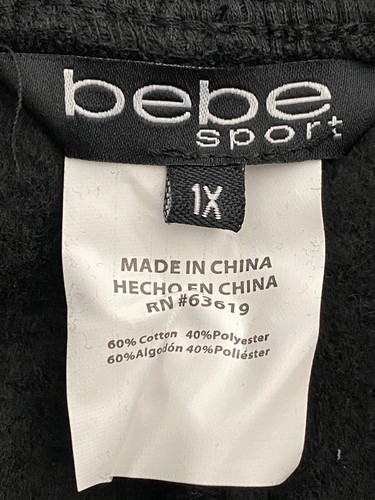 bebe
sport
1X
MADE IN CHINA
HECHO EN CHINA
RN #63619
60% Cotton 40%Polyester
60%Algodón 40%Poliéster